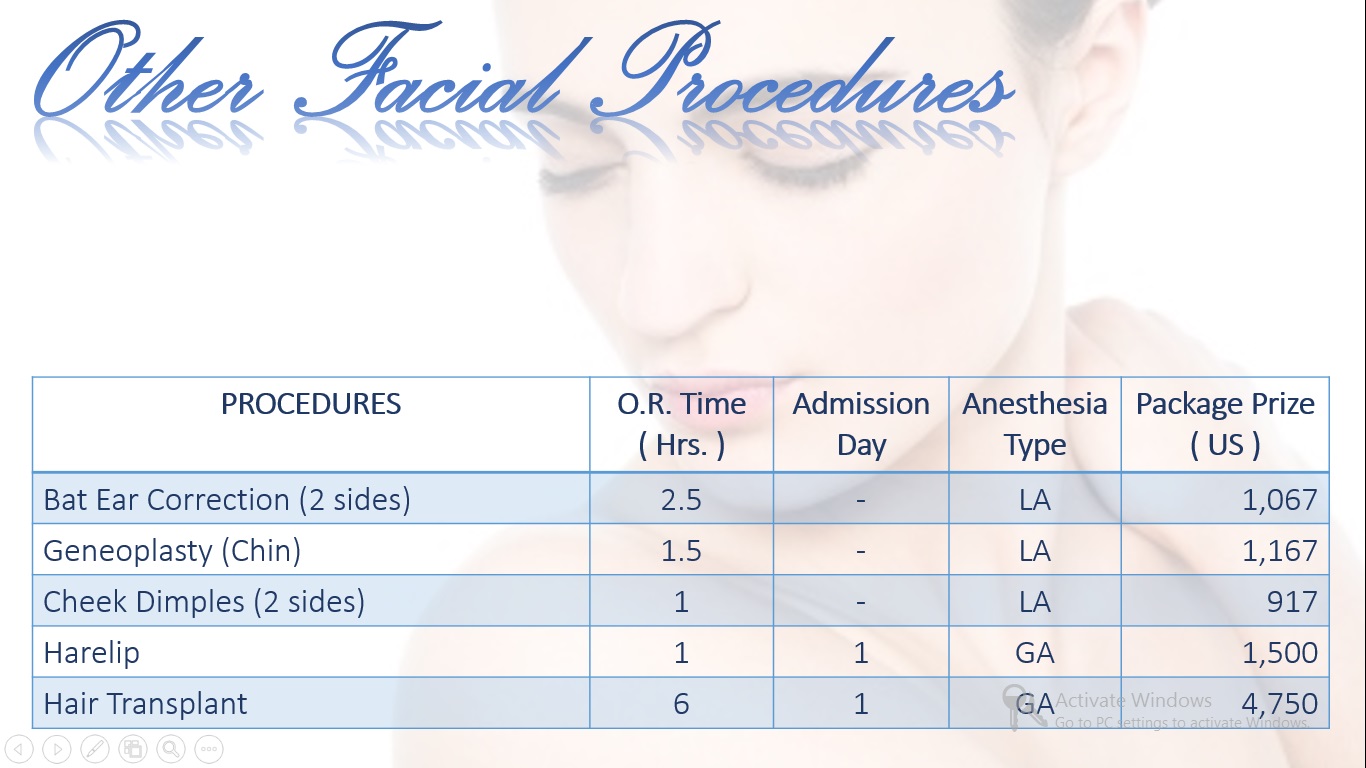 Other Facial Procedures
PROCEDURES O.R. Time ( Hrs. ) Admission Day Anesthesia Type Package Prize ( US )
Bat Ear Correction (2 sides) 2.5 - LA 1,067
Geneoplasty (Chin) 1.5 - LA 1,167
Cheek Dimples (2 sides) 1 - LA 917
Harelip 1 1 GA 1,500
Hair Transplant 6 1 GA 4,750
Activate Windows
Go to PC settings to activate Windows.